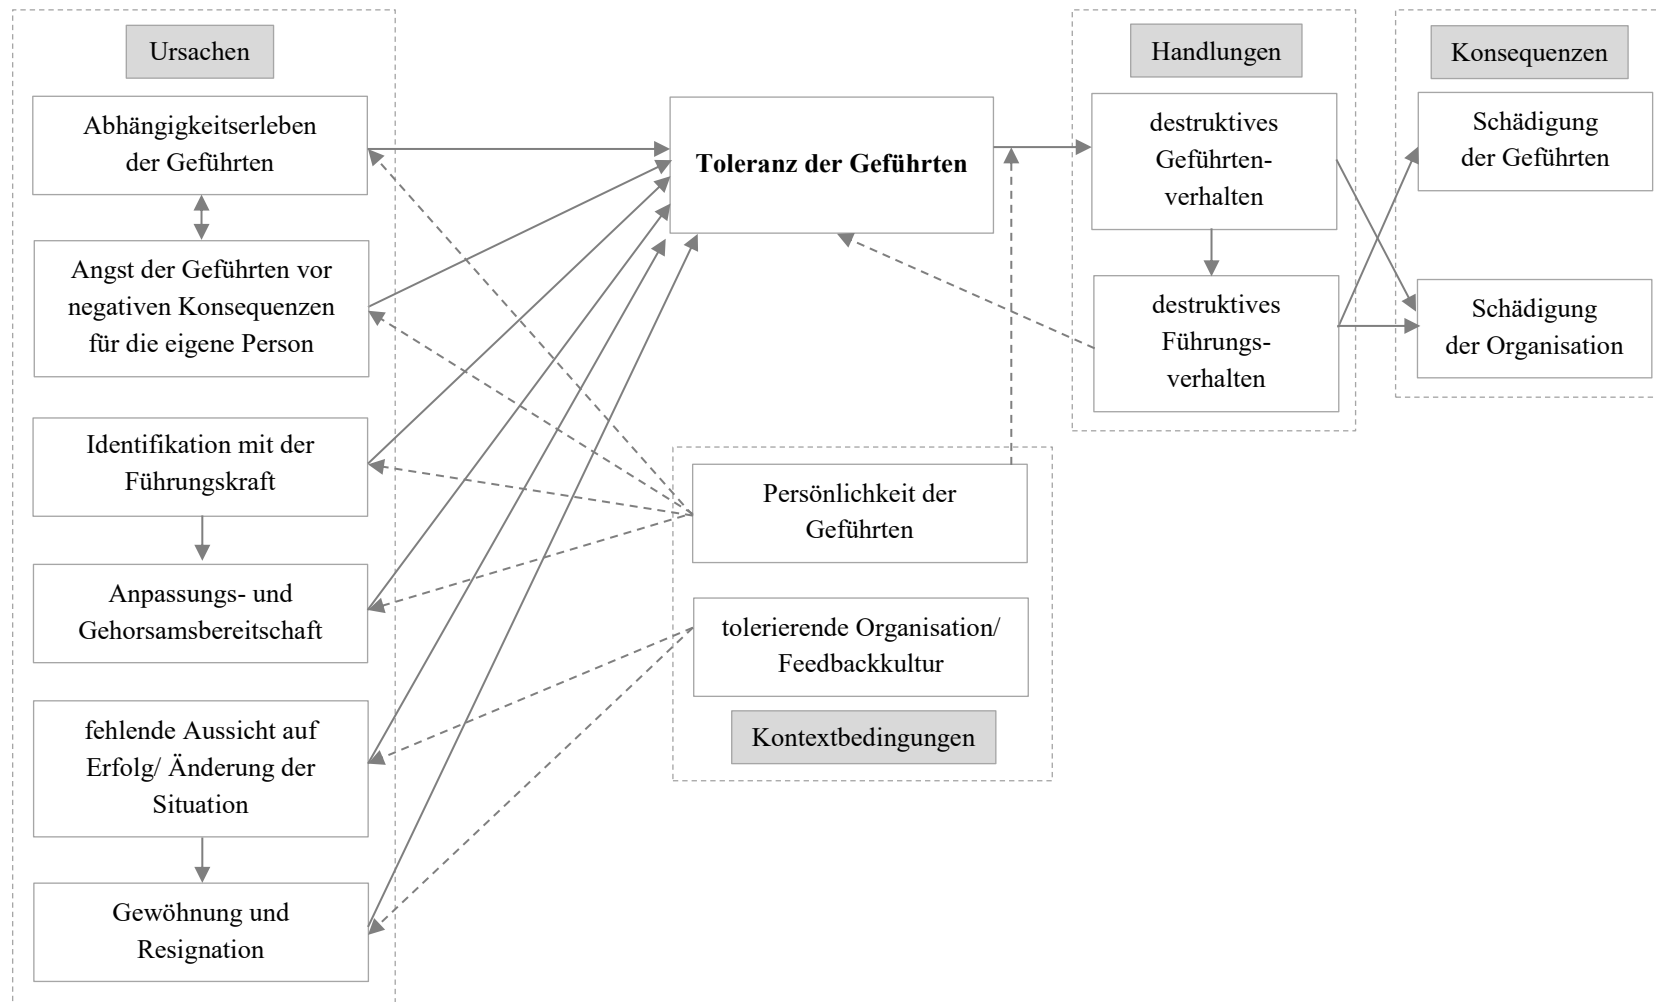 Ursachen
Abhängigkeitserleben
der Geführten
Angst der Geführten vor
negativen Konsequenzen
für die eigene Person
Identifikation mit der
Führungskraft
Anpassungs- und
Gehorsamsbereitschaft
fehlende Aussicht auf
Erfolg/ Änderung der
Situation
Gewöhnung und
Resignation
Toleranz der Geführten
Persönlichkeit der
Geführten
tolerierende Organisation/
Feedbackkultur
Kontextbedingungen
Handlungen
destruktives
Geführten-
verhalten
destruktives
Führungs-
verhalten
Konsequenzen
Schädigung
der Geführten
Schädigung
der Organisation